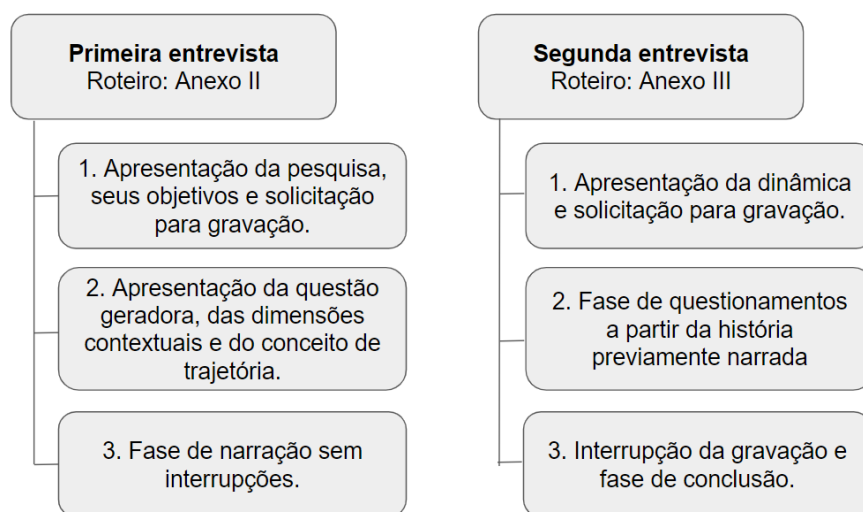 Primeira entrevista
Roteiro: Anexo II
1. Apresentação da pesquisa,
seus objetivos e solicitação
para gravação.
2. Apresentação da questão
geradora, das dimensões
contextuais e do conceito de
trajetória.
3. Fase de narração sem
interrupções.
Segunda entrevista
Roteiro: Anexo III
1. Apresentação da dinâmica
e solicitação para gravação.
2. Fase de questionamentos
a partir da história
previamente narrada
3. Interrupção da gravação e
fase de conclusão.